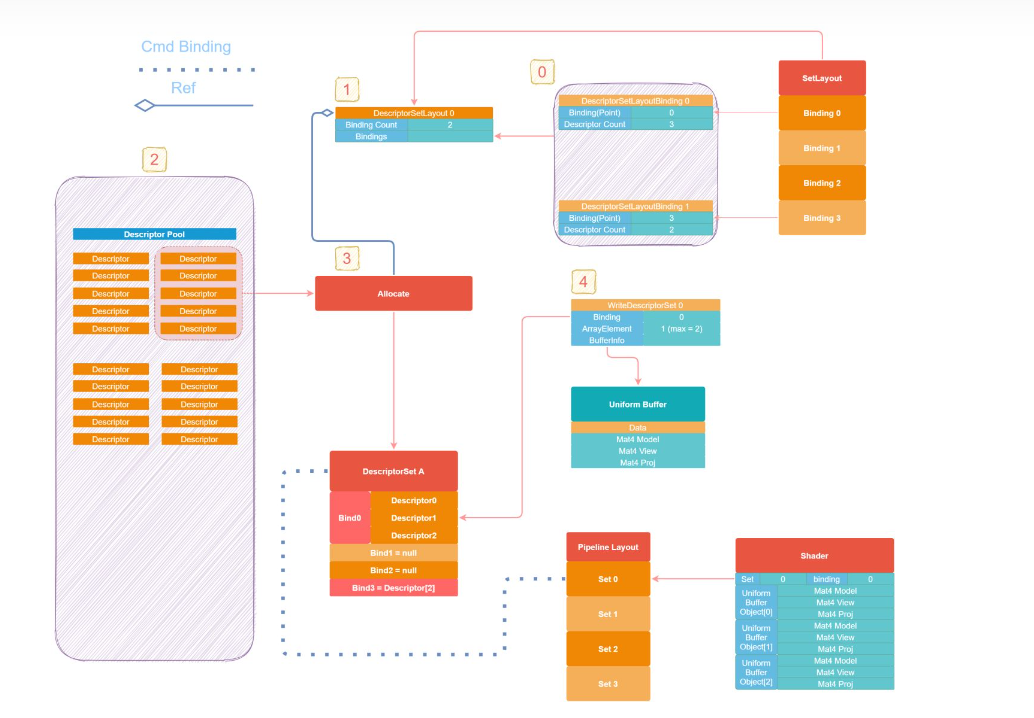 Cmd Binding
Ref
2
Descriptor Pool
Descriptor Descriptor
Descriptor Descriptor
Descriptor Descriptor
Descriptor Descriptor
Descriptor Descriptor
Descriptor Descriptor
Descriptor Descriptor
Descriptor Descriptor
Descriptor Descriptor
Descriptor Descriptor
1
DescriptorSetLayout 0
Binding Count 2
Bindings
0
DescriptorSetLayoutBinding 0
Binding(Point) 0
Descriptor Count 3
DescriptorSetLayoutBinding 1
Binding(Point) 3
Descriptor Count 2
SetLayout
Binding 0
Binding 1
Binding 2
Binding 3
3
Allocate
4
WriteDescriptorSet 0
Binding 0
ArrayElement 1 (max = 2)
BufferInfo
Uniform Buffer
Data
Mat4 Model
Mat4 View
Mat4 Proj
DescriptorSet A
Bind0
Descriptor0
Descriptor1
Descriptor2
Bind1 = null
Bind2 = null
Bind3 = Descriptor[2]
Pipeline Layout
Set 0
Set 1
Set 2
Set 3
Shader
Set 0 binding 0
Uniform
Buffer
Object[0]
Mat4 Model
Mat4 View
Mat4 Proj
Uniform
Buffer
Object[1]
Mat4 Model
Mat4 View
Mat4 Proj
Uniform
Buffer
Object[2]
Mat4 Model
Mat4 View
Mat4 Proj